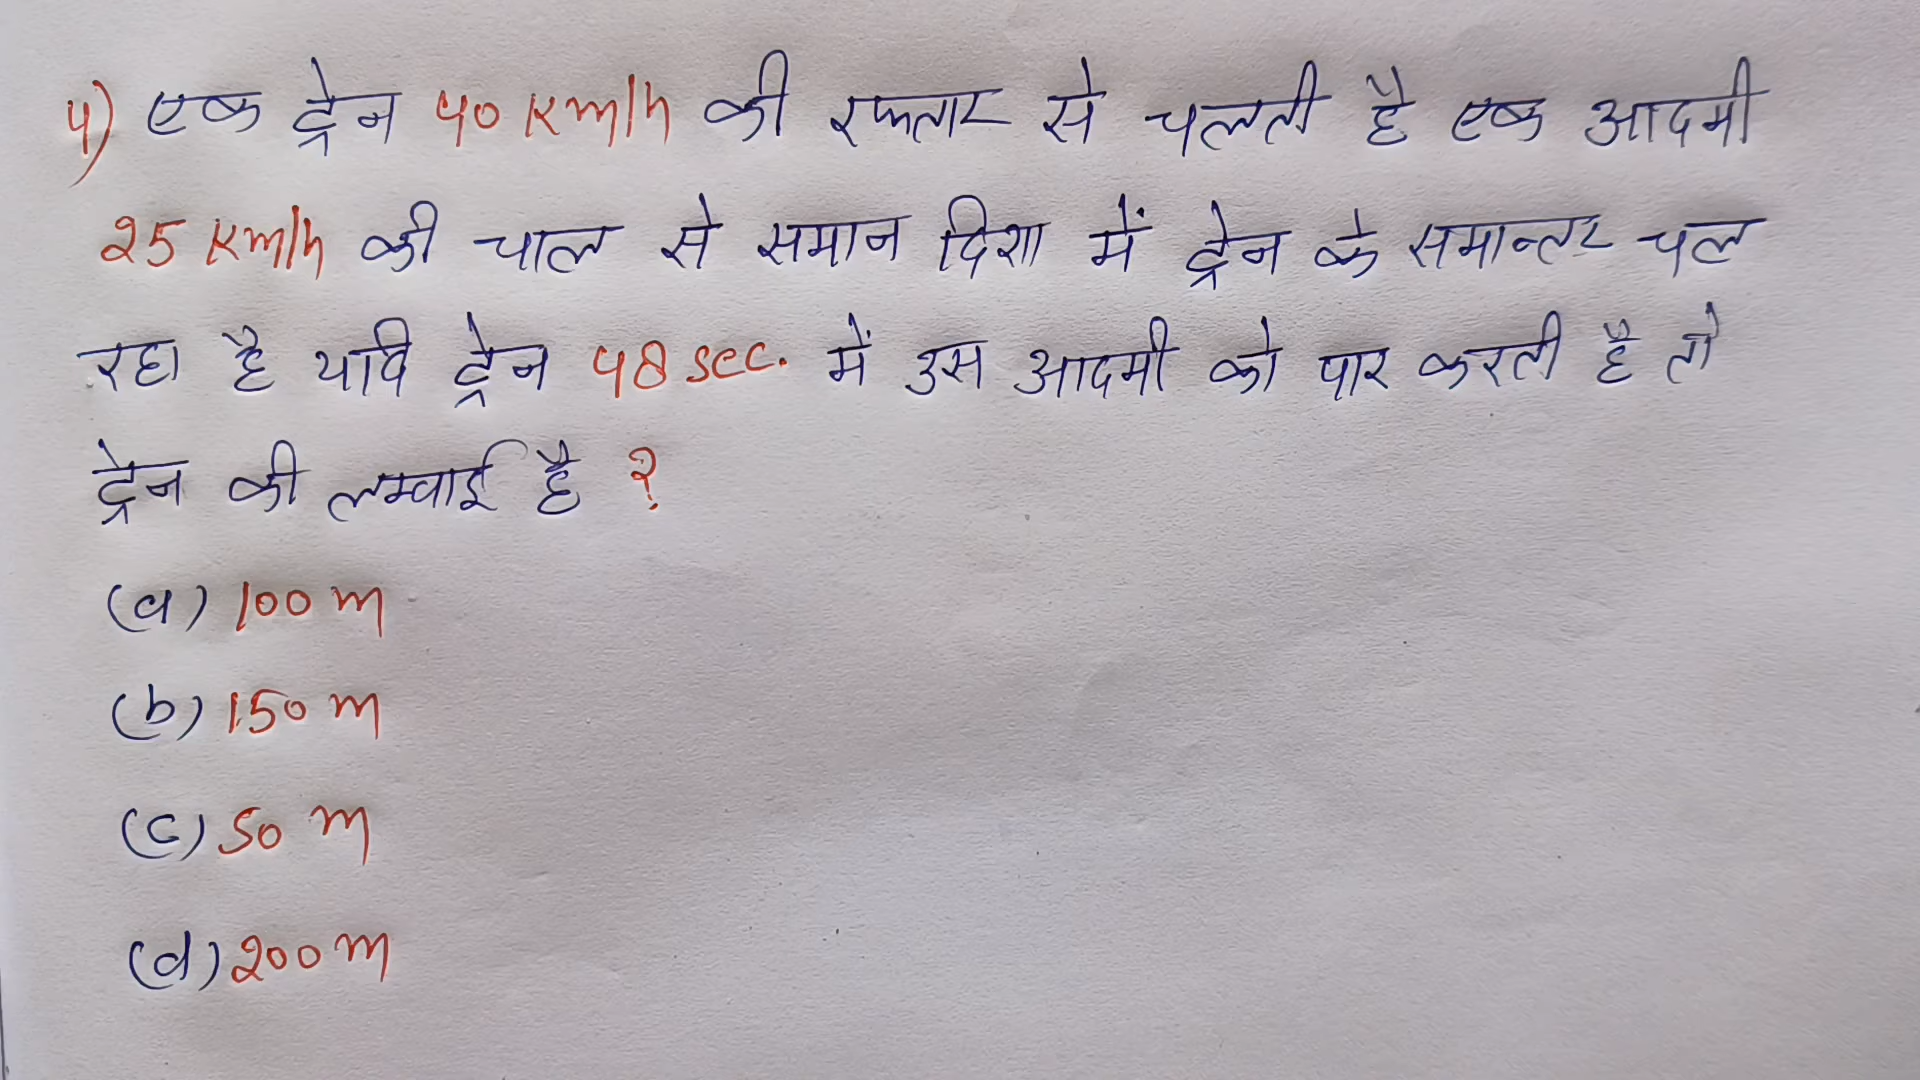 4) एक ट्रेन 40 Km/h की रफ्तार से चलती है एक आदमी
25 Km/h की चाल से समान दिशा में ट्रेन के समान्तर चल
रहा है यदि ट्रेन 48 sec. में उस आदमी को पार करती है तो
ट्रेन की लम्वाई है ?
(a) 100 m
(b) 150 m
(c) 50 m
(d) 200 m